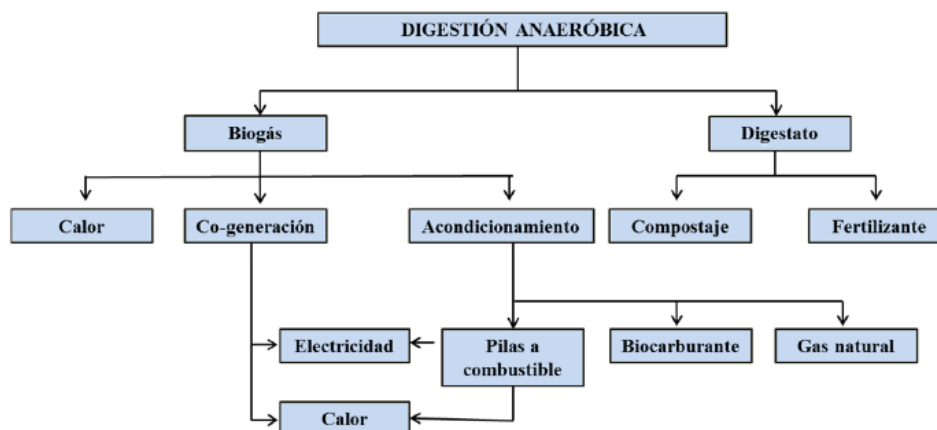 DIGESTIÓN ANAERÓBICA
Biogás
Digestato
Calor
Co-generación
Acondicionamiento
Compostaje
Fertilizante
Electricidad
Pilas a
combustible
Biocarburante
Gas natural
Calor